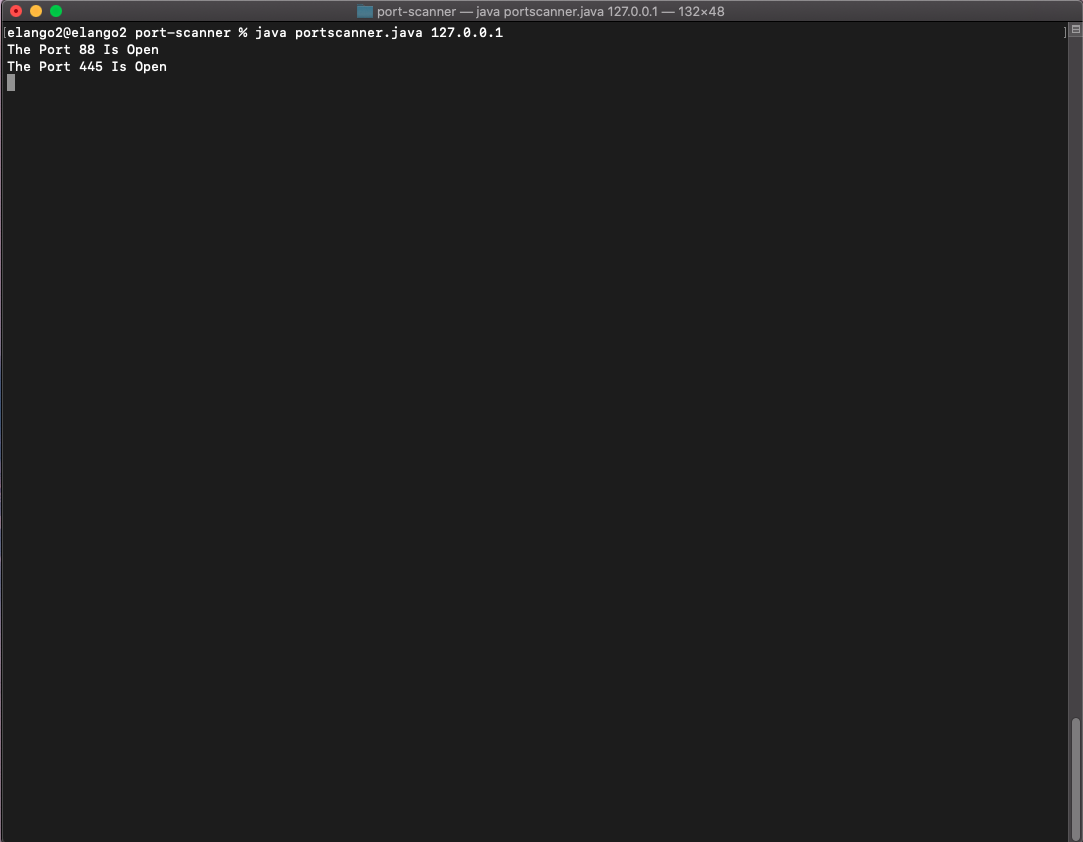 port-scanner — java portscanner.java 127.0.0.1 — 132×48
[elango2@elango2 port-scanner % java portscanner.java 127.0.0.1 ]
The Port 88 Is Open
The Port 445 Is Open